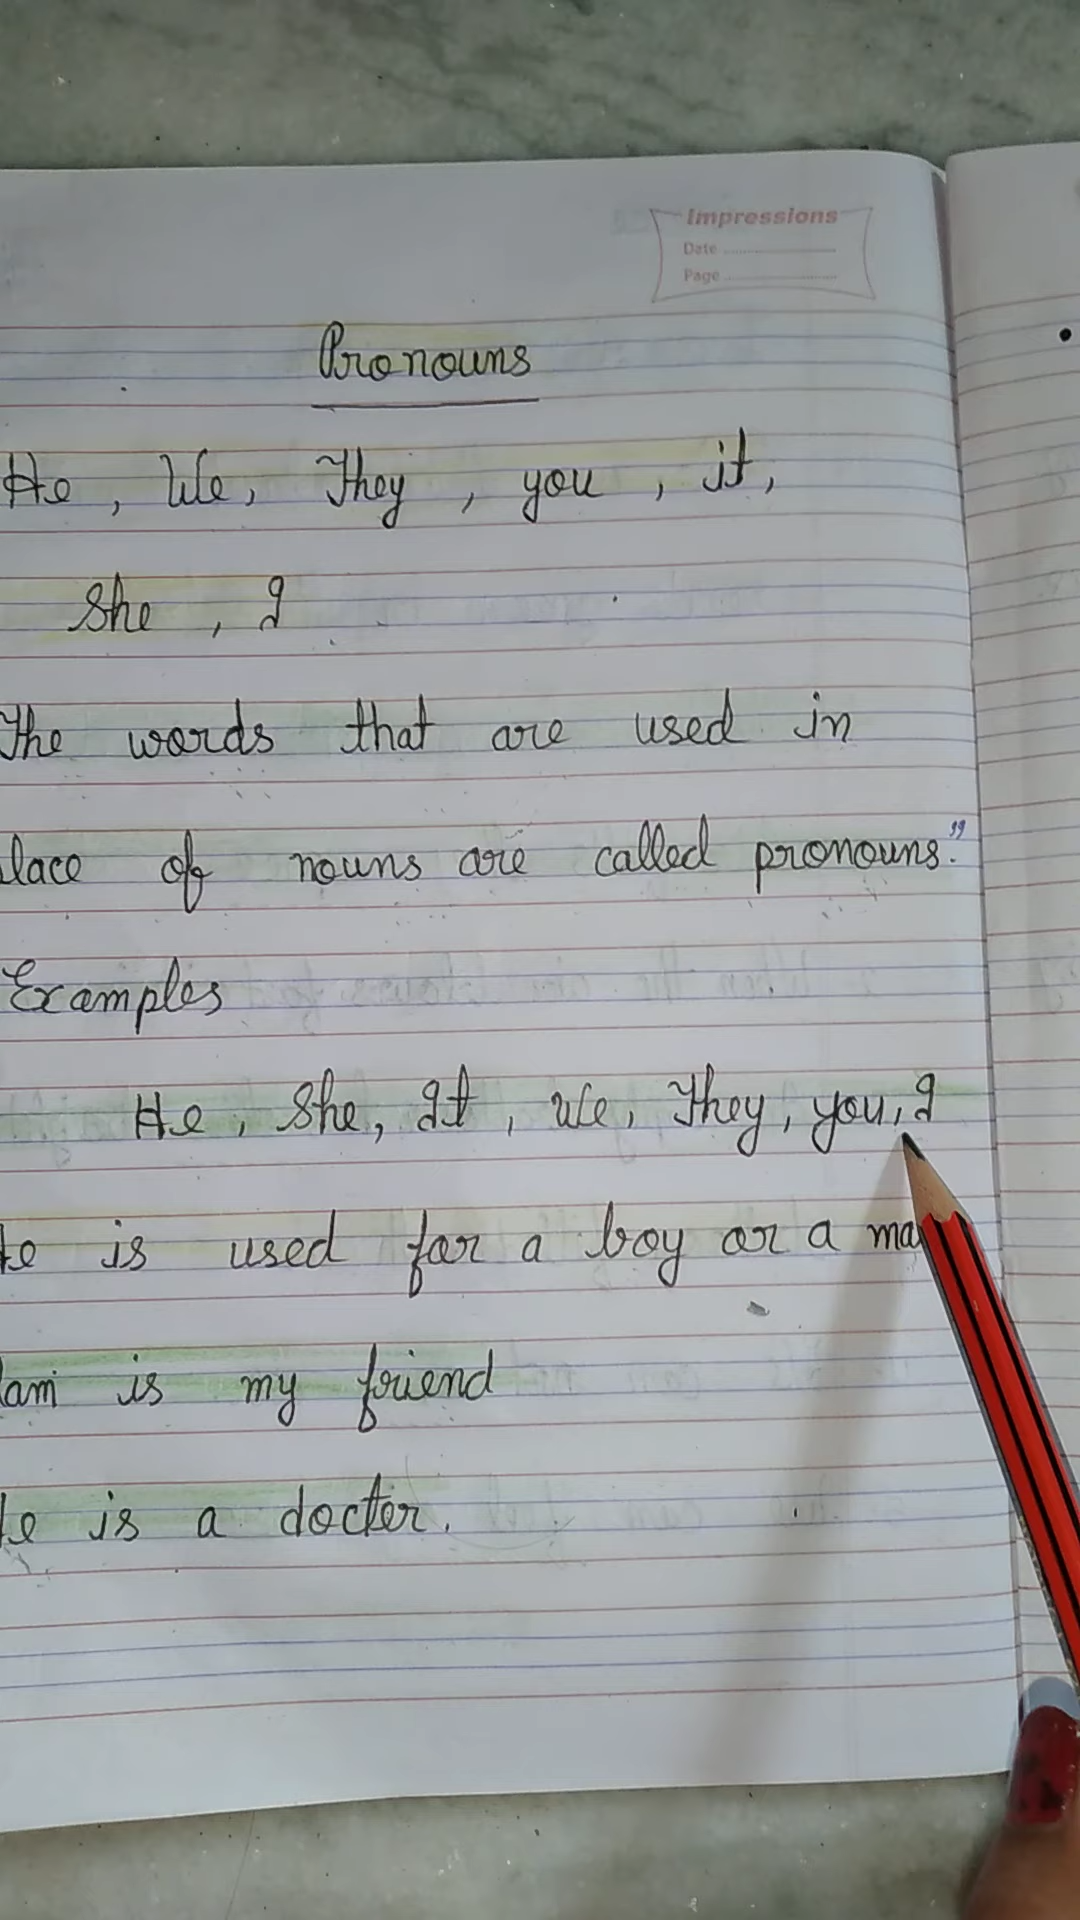 Impressions
Date
Page
Pronouns
He, We, They, you, it,
She, I
The words that are used in
lace of nouns are called pronouns."
Examples
He, She, It, We, They, you, I
is used for a boy or a ma
am is my friend
is a docter.